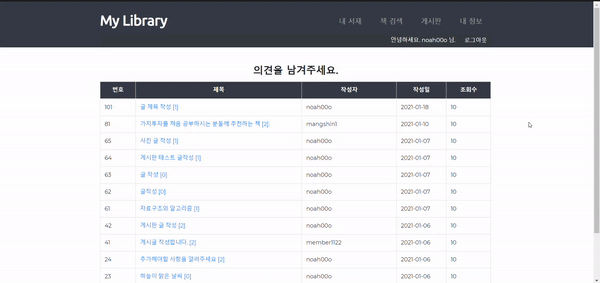 My Library
내 서재 책 검색 게시판 내 정보
안녕하세요. noah00o 님. 로그아웃
의견을 남겨주세요.
번호 제목 작성자 작성일 조회수
101 글 제목 작성 [1] noah00o 2021-01-18 10
81 가치투자를 처음 공부하시는 분들께 추천하는 책 [2] mangshin1 2021-01-10 10
65 사진 글 작성 [1] noah00o 2021-01-07 10
64 게시판 테스트 글작성 [1] noah00o 2021-01-07 10
63 글 작성 [0] noah00o 2021-01-07 10
62 글작성 [0] noah00o 2021-01-07 10
61 자료구조와 알고리즘 [1] noah00o 2021-01-07 10
42 게시판 글 작성 [2] noah00o 2021-01-06 10
41 게시글 작성합니다. [2] member1122 2021-01-06 10
24 추가해야할 사항을 알려주세요 [2] noah00o 2021-01-06 10
23 하늘이 맑은 날씨 [0] noah00o 2021-01-06 10